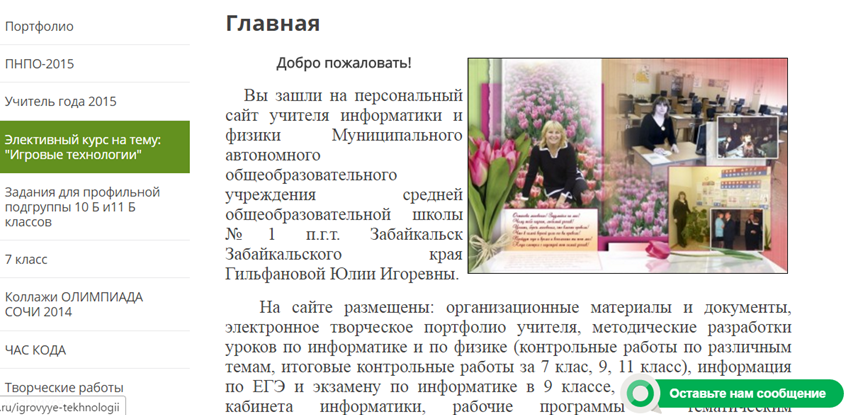 Портфолио
ПНПО-2015
Учитель года 2015
Элективный курс на тему:
"Игровые технологии"
Задания для профильной
подгруппы 10 Б и11 Б
классов
7 класс
Коллажи ОЛИМПИАДА
СОЧИ 2014
ЧАС КОДА
Творческие работы
.ru/igrovyye-tekhnologii
Главная
Добро пожаловать!
Вы зашли на персональный
сайт учителя информатики и
физики Муниципального
автономного
общеобразовательного
учреждения средней
общеобразовательной школы
№ 1 п.г.т. Забайкальск
Забайкальского края
Гильфановой Юлии Игоревны.
На сайте размещены: организационные материалы и документы,
электронное творческое портфолио учителя, методические разработки
уроков по информатике и по физике (контрольные работы по различным
темам, итоговые контрольные работы за 7 клас, 9, 11 класс), информация
по ЕГЭ и экзамену по информатике в 9 классе,
кабинета информатики, рабочие программы
Оставьте нам сообщение